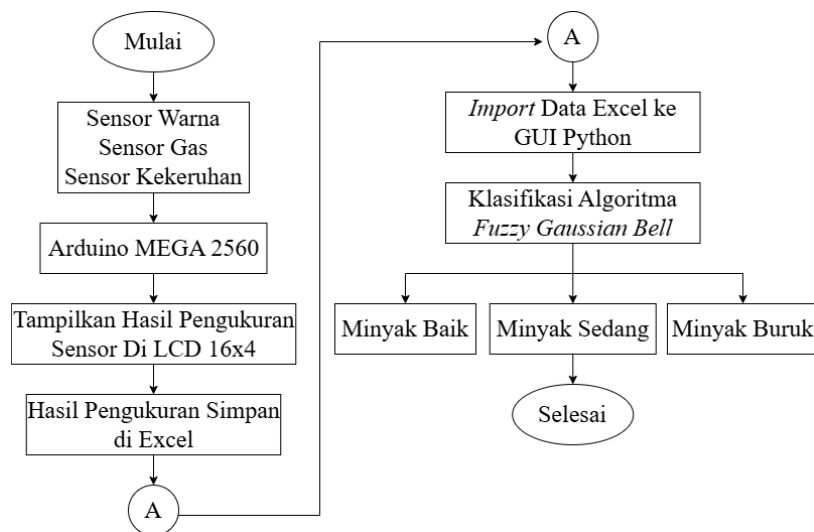 Mulai
Sensor Warna
Sensor Gas
Sensor Kekeruhan
Arduino MEGA 2560
Tampilkan Hasil Pengukuran
Sensor Di LCD 16x4
Hasil Pengukuran Simpan
di Excel
A
A
Import Data Excel ke
GUI Python
Klasifikasi Algoritma
Fuzzy Gaussian Bell
Minyak Baik
Minyak Sedang
Minyak Buruk
Selesai